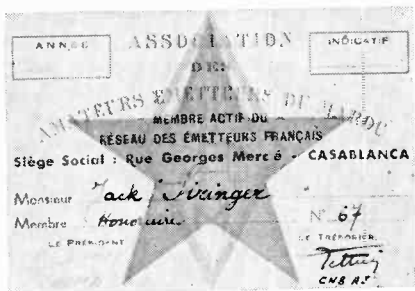 ANNÉE
INDICATIF
ASSOCIATION
DES
AMATEURS EMETTEURS DU MAROC
MEMBRE ACTIF DU
RÉSEAU DES ÉMETTEURS FRANÇAIS
Siège Social : Rue Georges Mercé - CASABLANCA
Monsieur Jack
Membre Honoraire
N° 67
LE PRÉSIDENT
LE TRÉSORIER
CN8